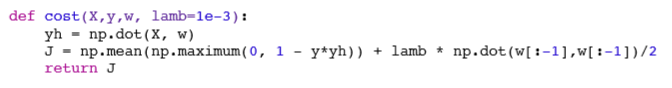 def cost(X,y,w, lamb=1e-3):
    yh = np.dot(X, w)
    J = np.mean(np.maximum(0, 1 - y*yh)) + lamb * np.dot(w[:-1],w[:-1])/2
    return J